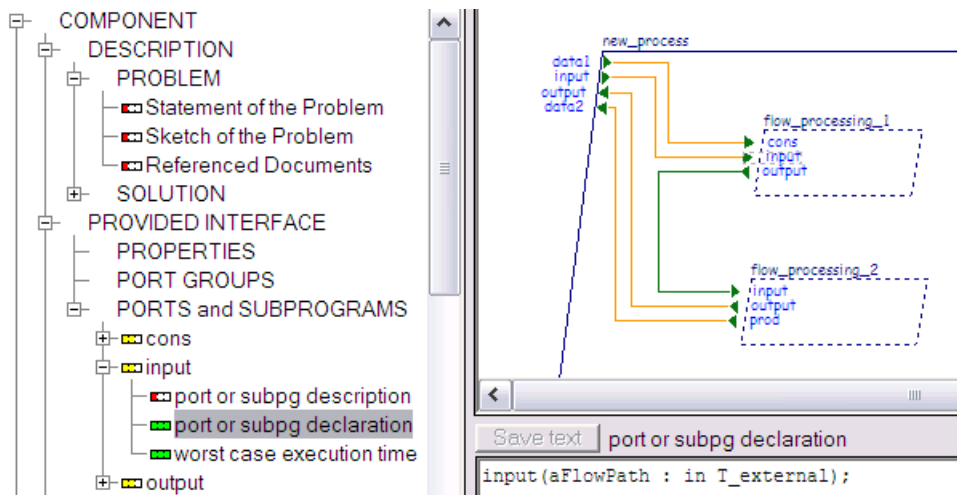 COMPONENT
DESCRIPTION
PROBLEM
Statement of the Problem
Sketch of the Problem
Referenced Documents
SOLUTION
PROVIDED INTERFACE
PROPERTIES
PORT GROUPS
PORTS and SUBPROGRAMS
cons
input
port or subpg description
port or subpg declaration
worst case execution time
output
new_process
data1
input
output
data2
flow_processing_1
cons
input
output
flow_processing_2
input
output
prod
Save text port or subpg declaration
input(aFlowPath : in T_external);